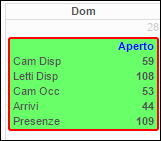 Dom
28
Aperto
Cam Disp 59
Letti Disp 108
Cam Occ 53
Arrivi 44
Presenze 109